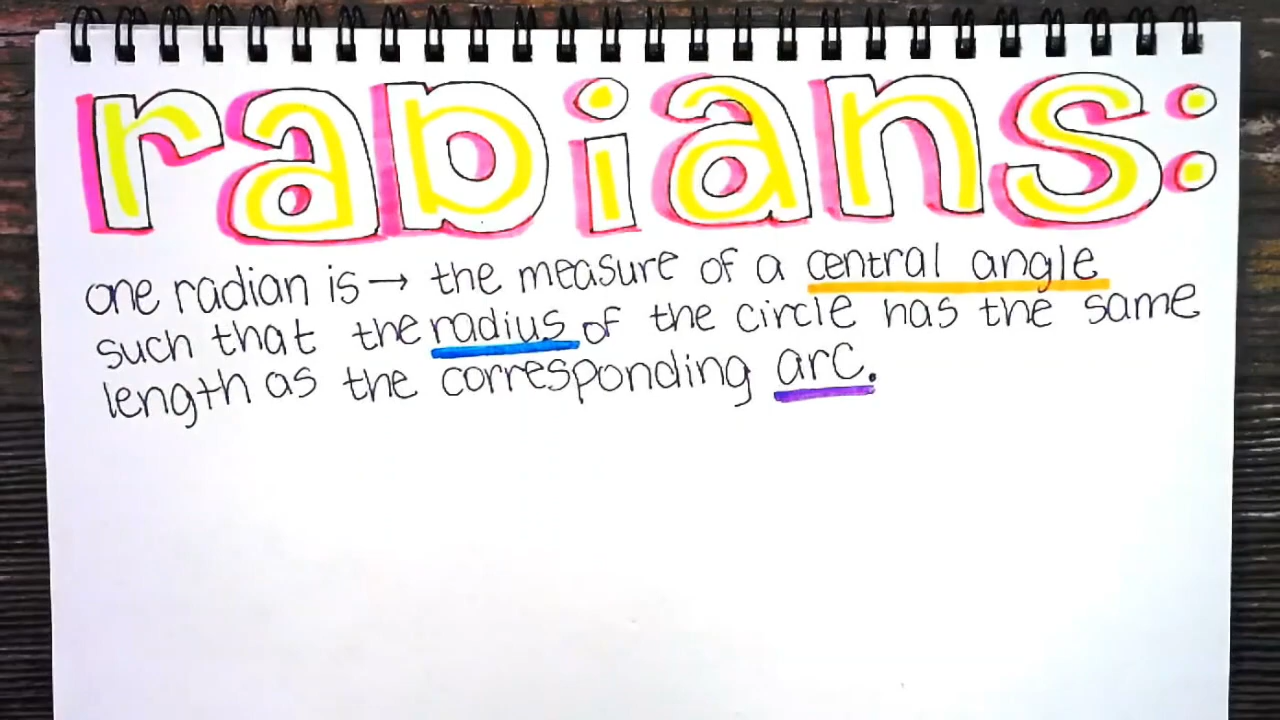 radians:
one radian is → the measure of a central angle
such that the radius of the circle has the same
length as the corresponding arc.